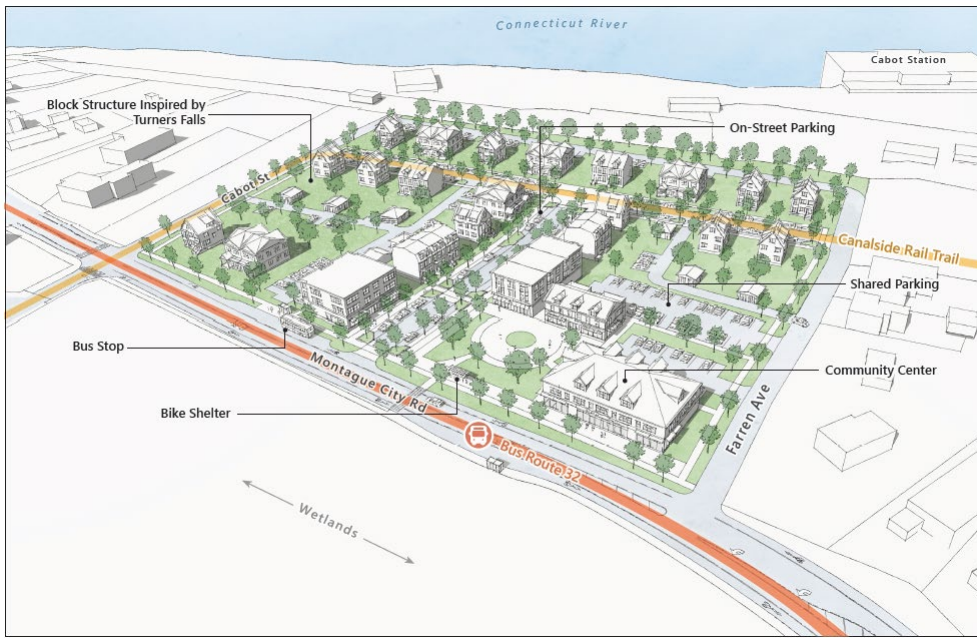 Connecticut River
Cabot Station
Block Structure Inspired by
Turners Falls
On-Street Parking
Cabot St
Canalside Rail Trail
Shared Parking
Bus Stop
Montague City Rd
Community Center
Bike Shelter
Farren Ave
Bus Route 32
Wetlands